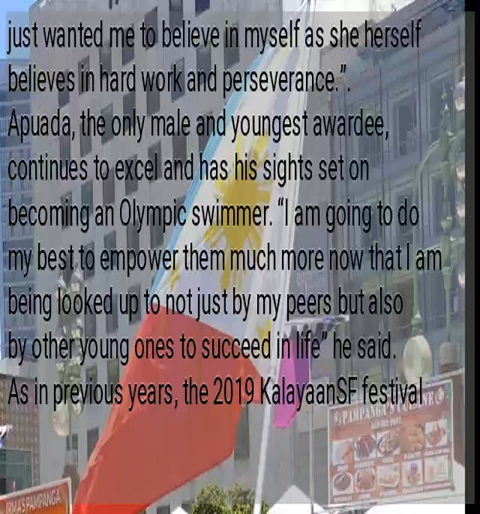 just wanted me to believe in myself as she herself
believes in hard work and perseverance.”.
Apuada, the only male and youngest awardee,
continues to excel and has his sights set on
becoming an Olympic swimmer. “I am going to do
my best to empower them much more now that I am
being looked up to not just by my peers but also
by other young ones to succeed in life” he said.
As in previous years, the 2019 KalayaanSF festival
PAMPANGA'S CUISINE
IRMA'S PAMPANGA